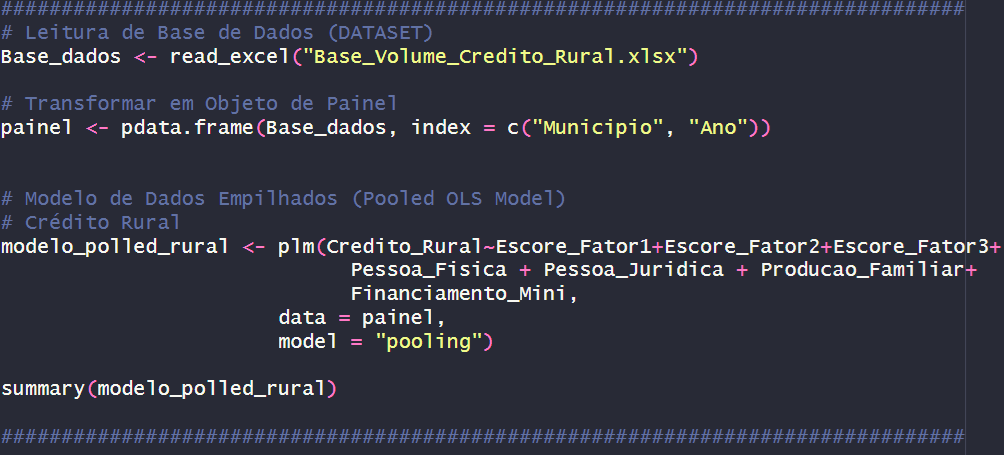 ################################################################################
# Leitura de Base de Dados (DATASET)
Base_dados <- read_excel("Base_Volume_Credito_Rural.xlsx")
# Transformar em Objeto de Painel
painel <- pdata.frame(Base_dados, index = c("Municipio", "Ano"))
# Modelo de Dados Empilhados (Pooled OLS Model)
# Crédito Rural
modelo_polled_rural <- plm(Credito_Rural~Escore_Fator1+Escore_Fator2+Escore_Fator3+
Pessoa_Fisica + Pessoa_Juridica + Producao_Familiar+
Financiamento_Mini,
data = painel,
model = "pooling")
summary(modelo_polled_rural)
################################################################################